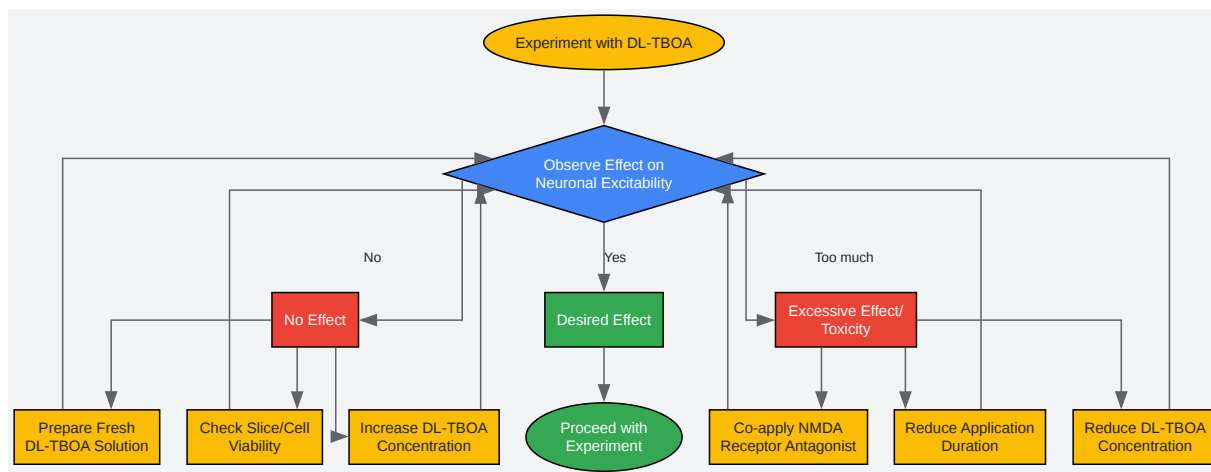 Experiment with DL-TBOA
Observe Effect on
Neuronal Excitability
No
Yes
Too much
No Effect
Desired Effect
Excessive Effect/
Toxicity
Prepare Fresh
DL-TBOA Solution
Check Slice/Cell
Viability
Increase DL-TBOA
Concentration
Proceed with
Experiment
Co-apply NMDA
Receptor Antagonist
Reduce Application
Duration
Reduce DL-TBOA
Concentration